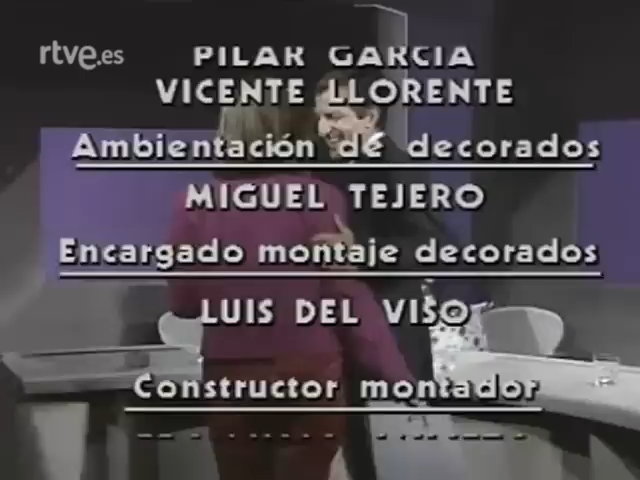 rtve.es
PILAR GARCIA
VICENTE LLORENTE
Ambientación de decorados
MIGUEL TEJERO
Encargado montaje decorados
LUIS DEL VISO
Constructor montador